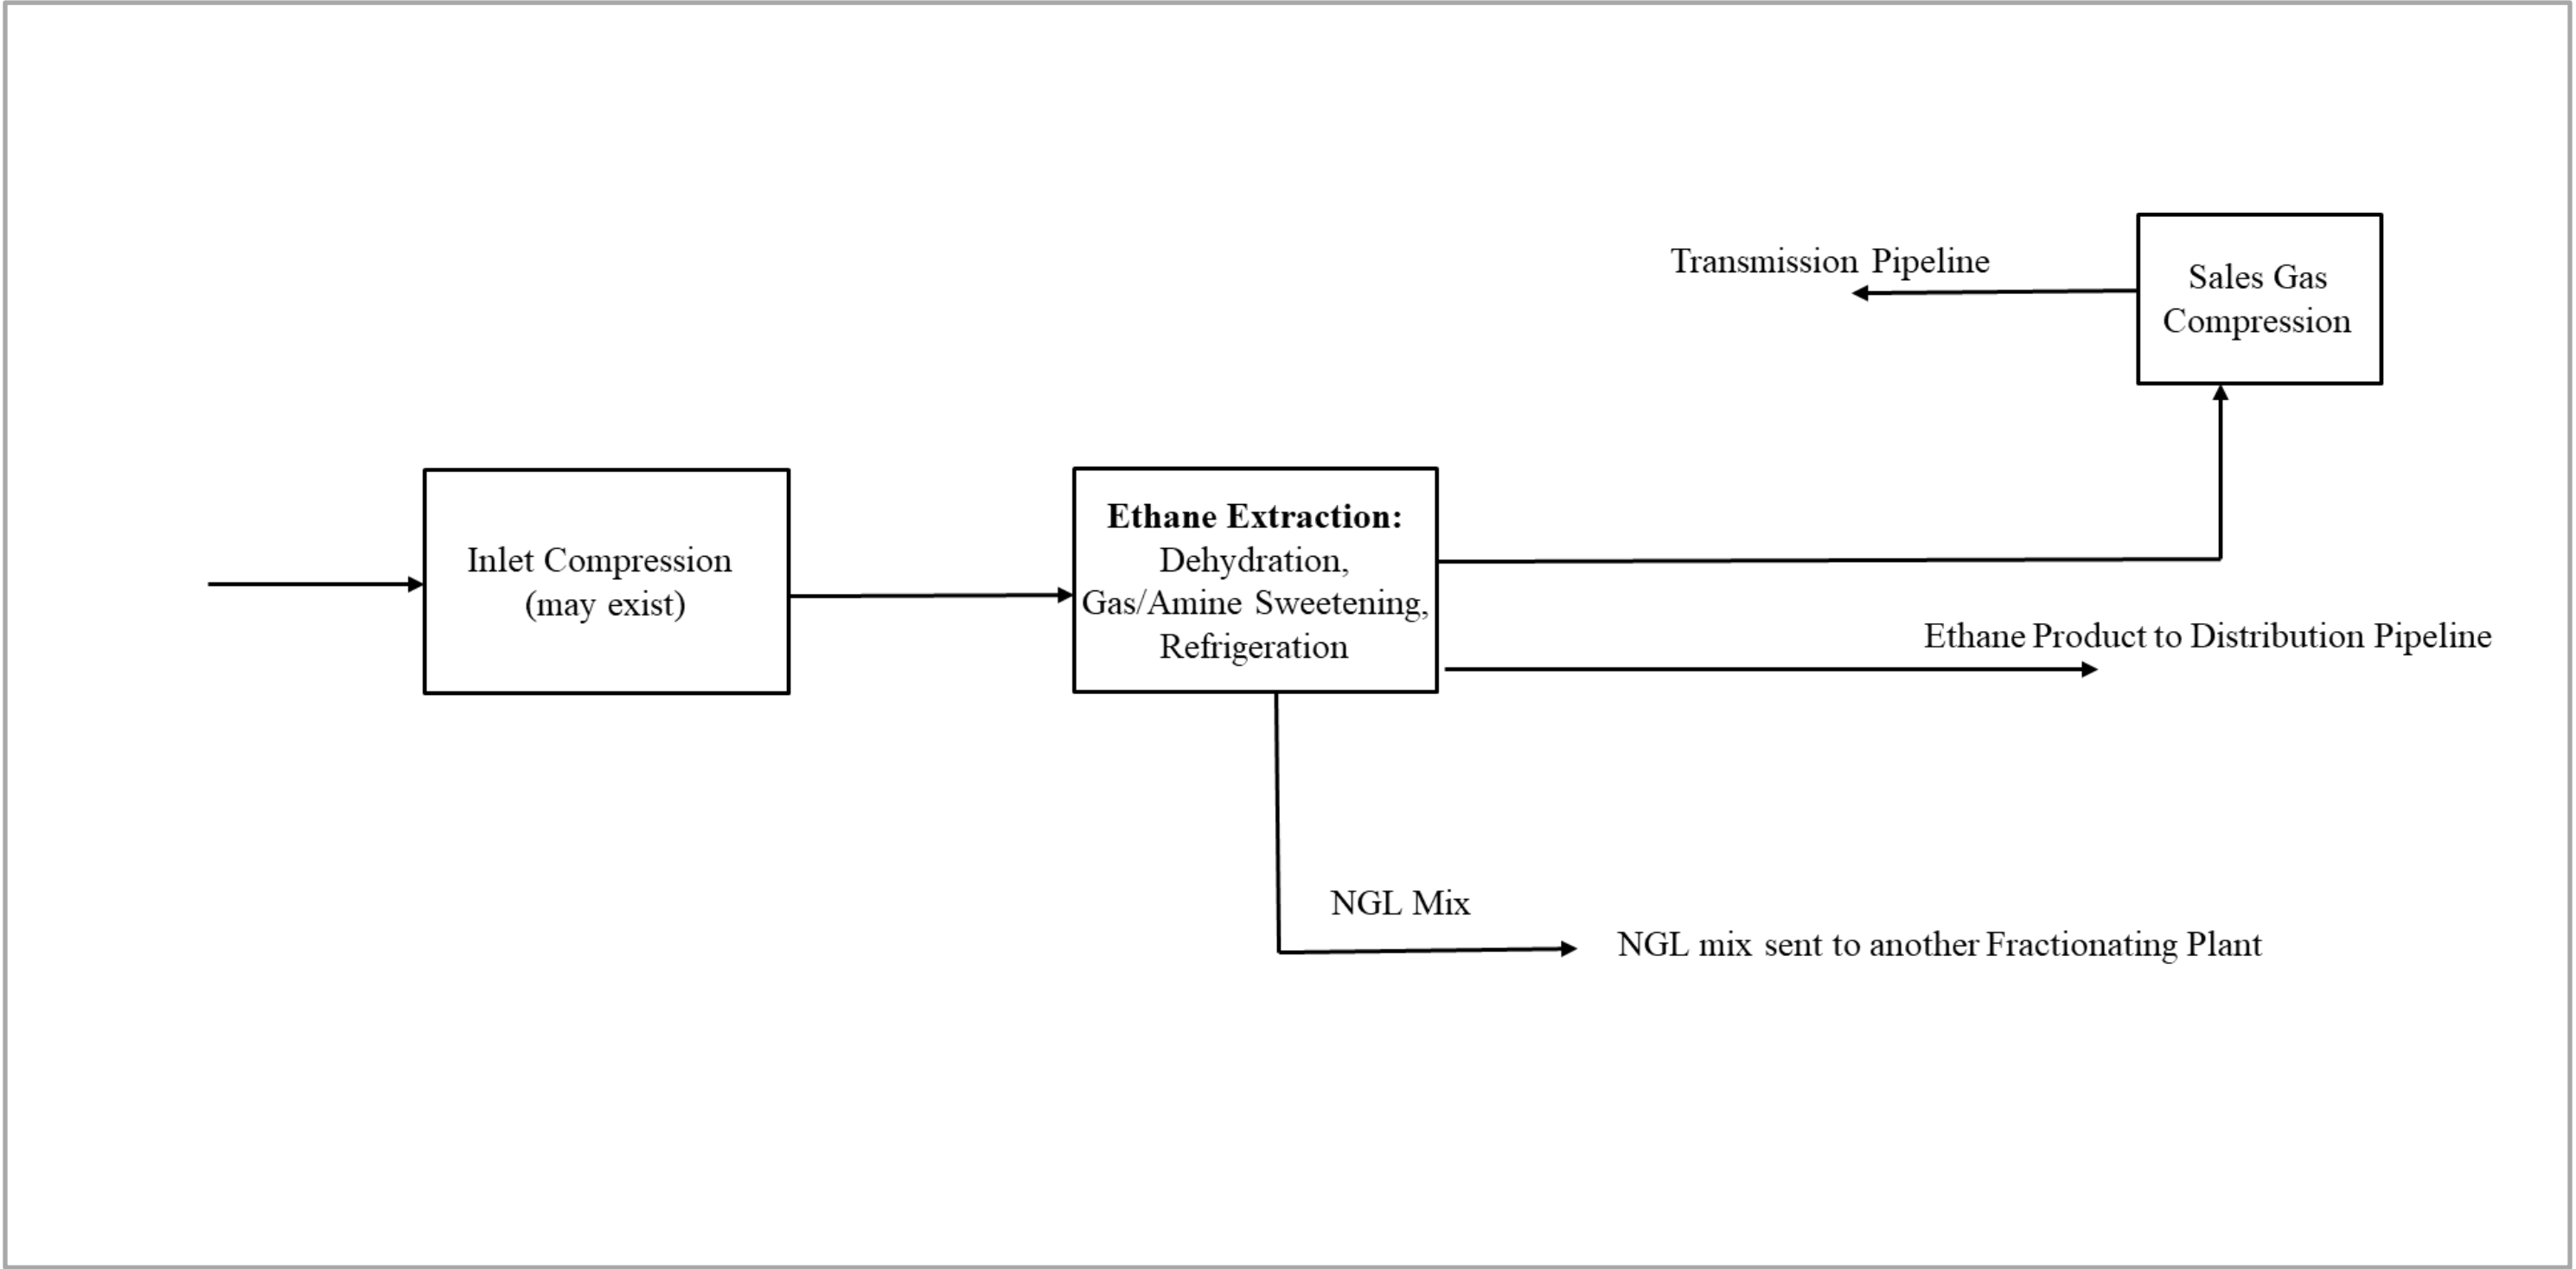 Transmission Pipeline
Sales Gas
Compression
Inlet Compression
(may exist)
Ethane Extraction:
Dehydration,
Gas/Amine Sweetening,
Refrigeration
Ethane Product to Distribution Pipeline
NGL Mix
NGL mix sent to another Fractionating Plant